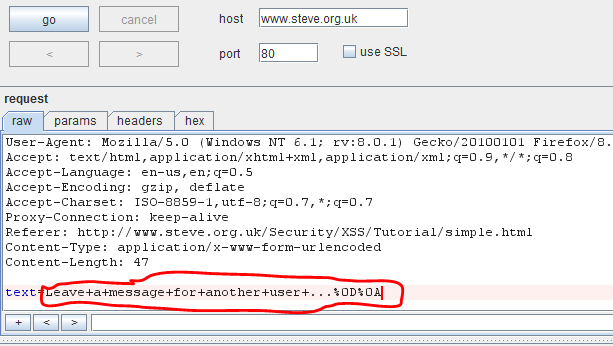 go
cancel
host
www.steve.org.uk
<
>
port
80
use SSL
request
raw
params
headers
hex
User-Agent: Mozilla/5.0 (Windows NT 6.1; rv:8.0.1) Gecko/20100101 Firefox/8.
Accept: text/html,application/xhtml+xml,application/xml;q=0.9,*/*;q=0.8
Accept-Language: en-us,en;q=0.5
Accept-Encoding: gzip, deflate
Accept-Charset: ISO-8859-1,utf-8;q=0.7,*;q=0.7
Proxy-Connection: keep-alive
Referer: http://www.steve.org.uk/Security/XSS/Tutorial/simple.html
Content-Type: application/x-www-form-urlencoded
Content-Length: 47
text=Leave+a+message+for+another+user+...%0D%0A
+
<
>